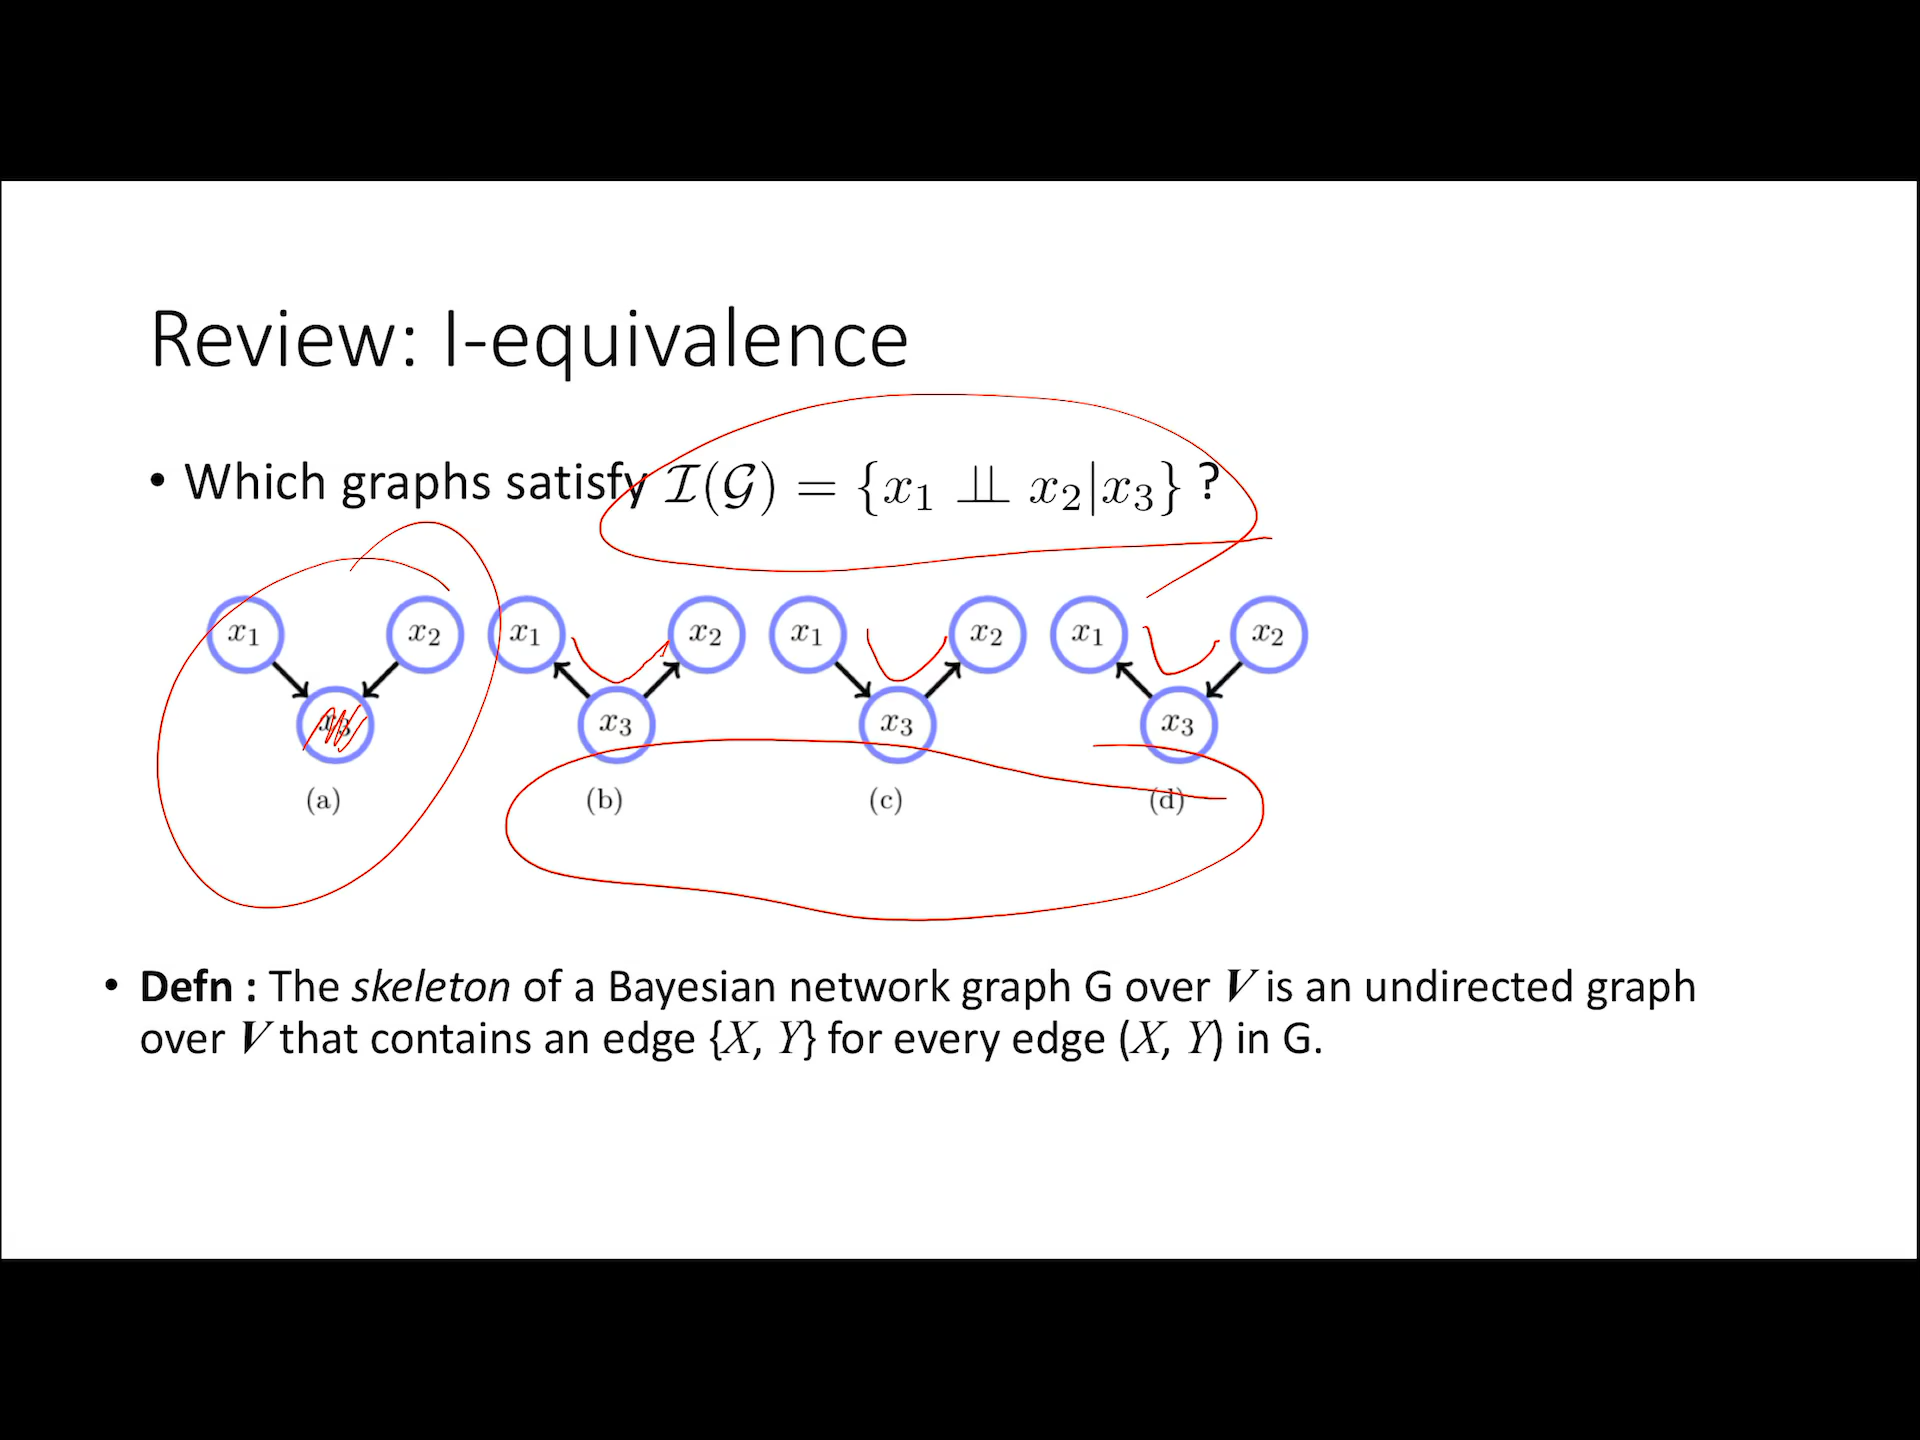 Review: I-equivalence
• Which graphs satisfy 𝓘(𝓖) = {x₁ ⫫ x₂|x₃} ?
x₁ x₂ x₁ x₂ x₁ x₂ x₁ x₂
x₃ x₃ x₃ x₃
(a) (b) (c) (d)
• Defn : The skeleton of a Bayesian network graph G over V is an undirected graph
over V that contains an edge {X, Y} for every edge (X, Y) in G.